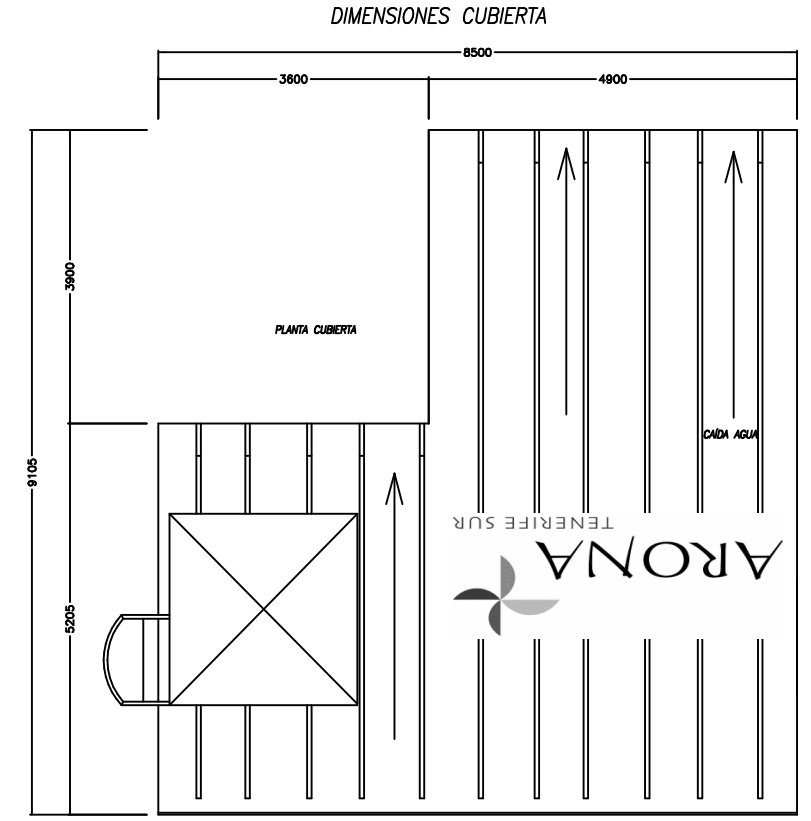 DIMENSIONES CUBIERTA
8500
3600
4900
3900
PLANTA CUBIERTA
CAÍDA AGUA
9105
TENERIFE SUR
ARONA
5205